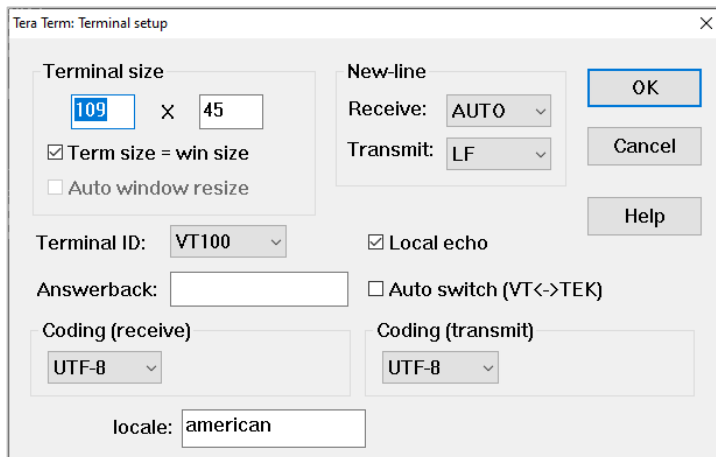 Tera Term: Terminal setup
Terminal size
109 X 45
Term size = win size
Auto window resize
New-line
Receive: AUTO
Transmit: LF
OK
Cancel
Help
Terminal ID: VT100
Local echo
Answerback:
Auto switch (VT<->TEK)
Coding (receive)
UTF-8
Coding (transmit)
UTF-8
locale: american